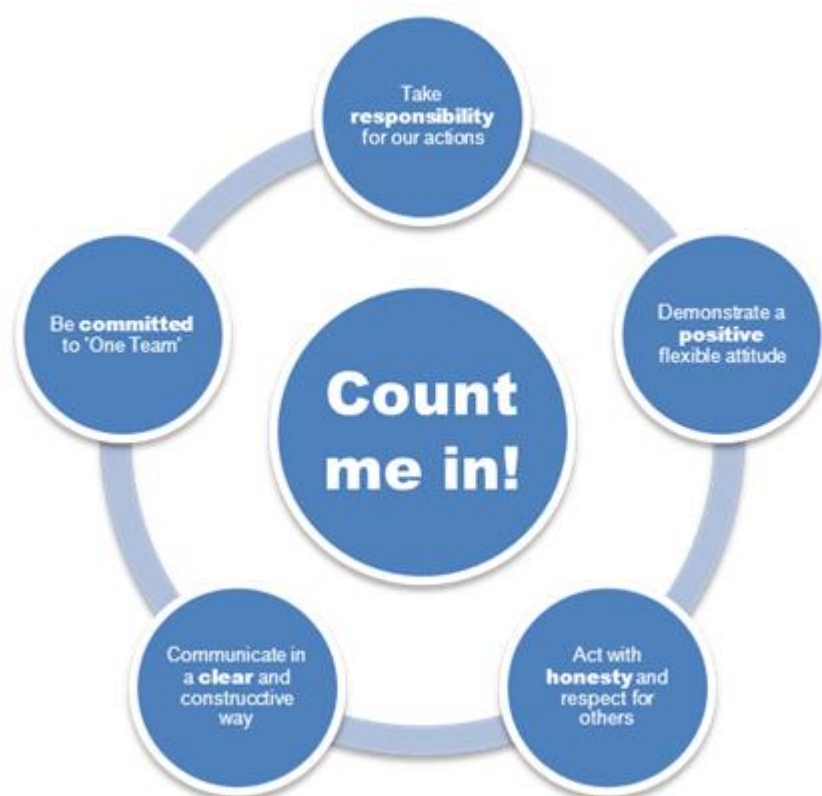 Take
responsibility
for our actions
Demonstrate a
positive
flexible attitude
Act with
honesty and
respect for
others
Communicate in
a clear and
construcctive
way
Be committed
to 'One Team'
Count
me in!